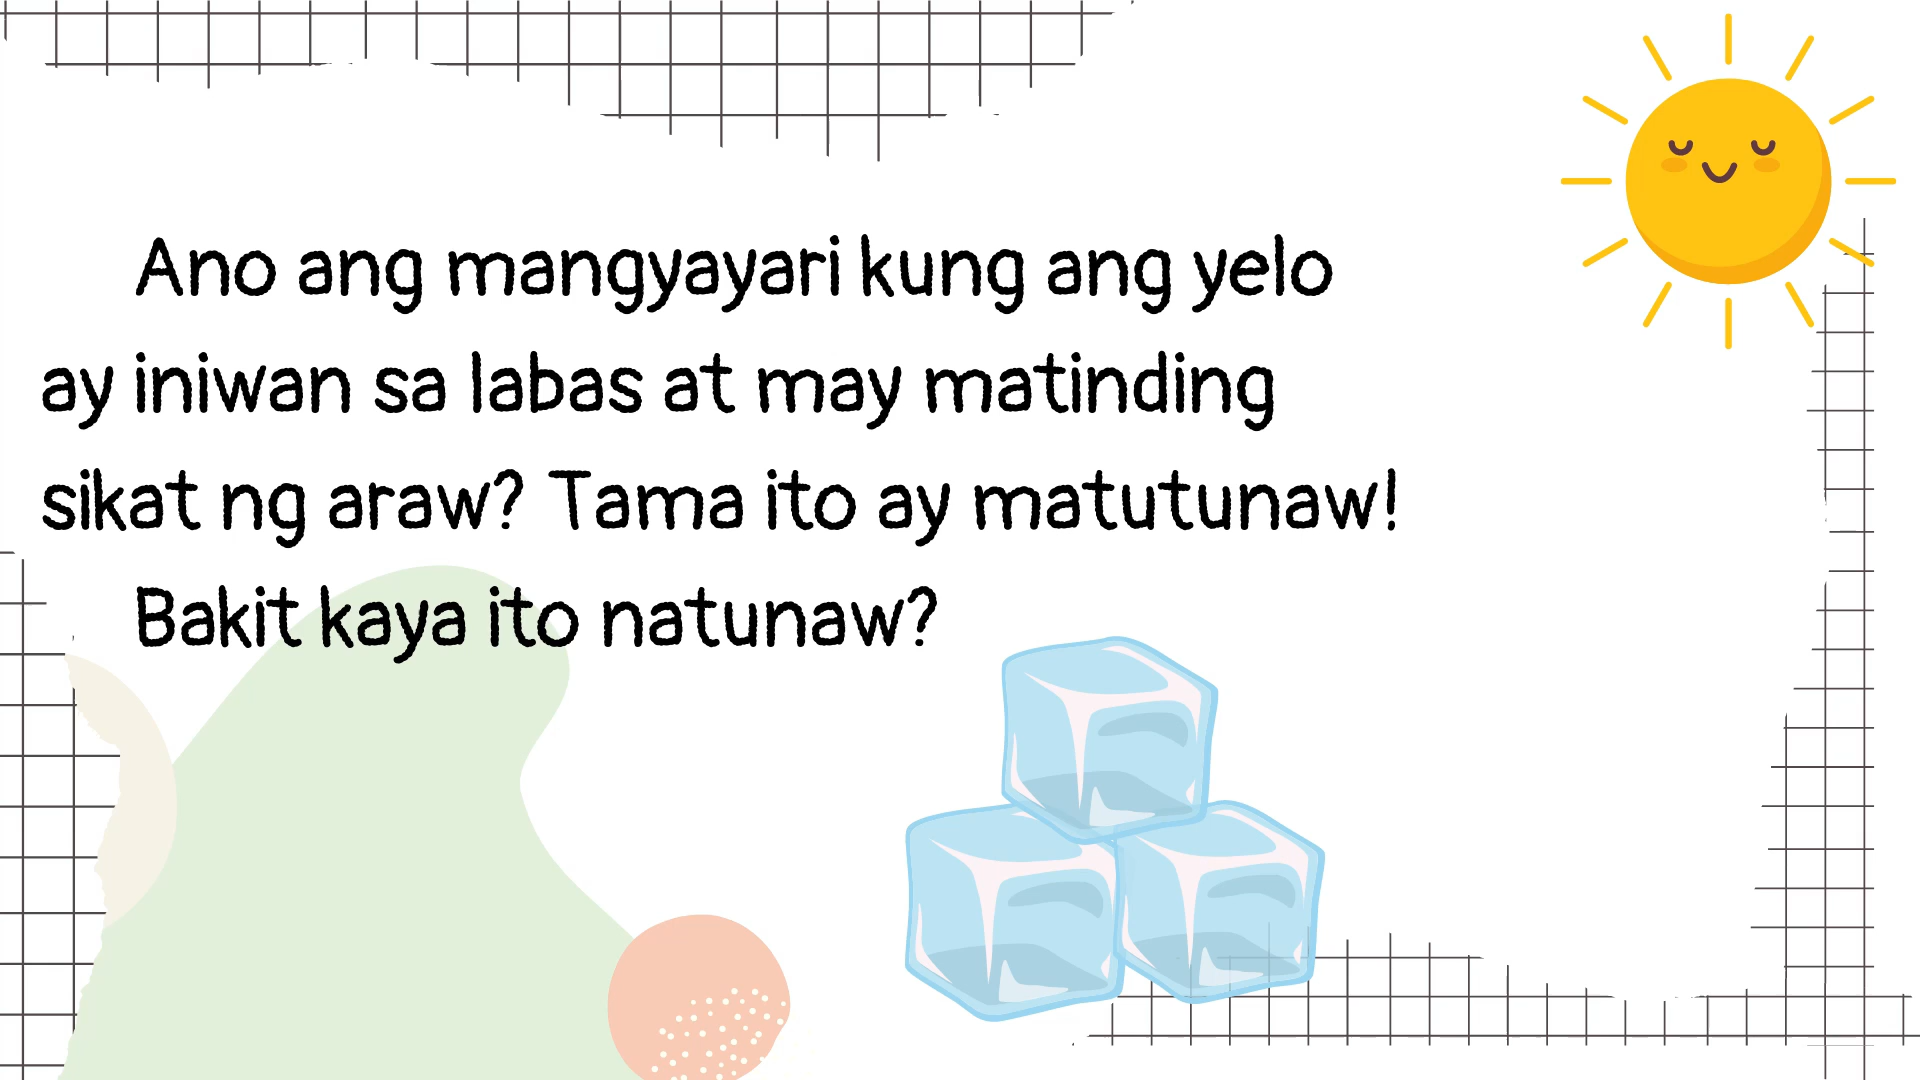 Ano ang mangyayari kung ang yelo
ay iniwan sa labas at may matinding
sikat ng araw? Tama ito ay matutunaw!
Bakit kaya ito natunaw?